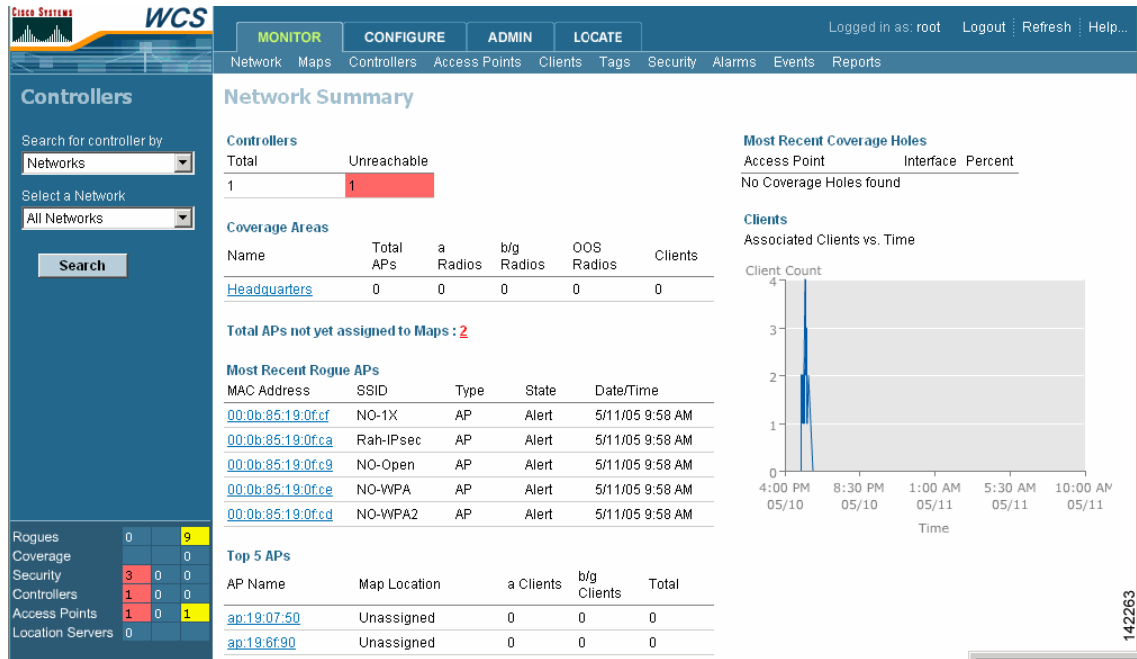 CISCO SYSTEMS
WCS
MONITOR CONFIGURE ADMIN LOCATE
Logged in as: root Logout Refresh Help...
Network Maps Controllers Access Points Clients Tags Security Alarms Events Reports
Controllers
Search for controller by
Networks
Select a Network
All Networks
Search
Network Summary
Controllers
Total Unreachable
1 1
Coverage Areas
Name Total APs a Radios b/g Radios OOS Radios Clients
Headquarters 0 0 0 0 0
Total APs not yet assigned to Maps : 2
Most Recent Rogue APs
MAC Address SSID Type State Date/Time
00:0b:85:19:0f:cf NO-1X AP Alert 5/11/05 9:58 AM
00:0b:85:19:0f:ca Rah-IPsec AP Alert 5/11/05 9:58 AM
00:0b:85:19:0f:c9 NO-Open AP Alert 5/11/05 9:58 AM
00:0b:85:19:0f:ce NO-WPA AP Alert 5/11/05 9:58 AM
00:0b:85:19:0f:cd NO-WPA2 AP Alert 5/11/05 9:58 AM
Top 5 APs
AP Name Map Location a Clients b/g Clients Total
ap:19:07:50 Unassigned 0 0 0
ap:19:6f:90 Unassigned 0 0 0
Most Recent Coverage Holes
Access Point Interface Percent
No Coverage Holes found
Clients
Associated Clients vs. Time
Client Count
4
3
2
1
0
4:00 PM 8:30 PM 1:00 AM 5:30 AM 10:00 AM
05/10 05/10 05/11 05/11 05/11
Time
Rogues 0 9
Coverage 0
Security 3 0 0
Controllers 1 0 0
Access Points 1 0 1
Location Servers 0
142263